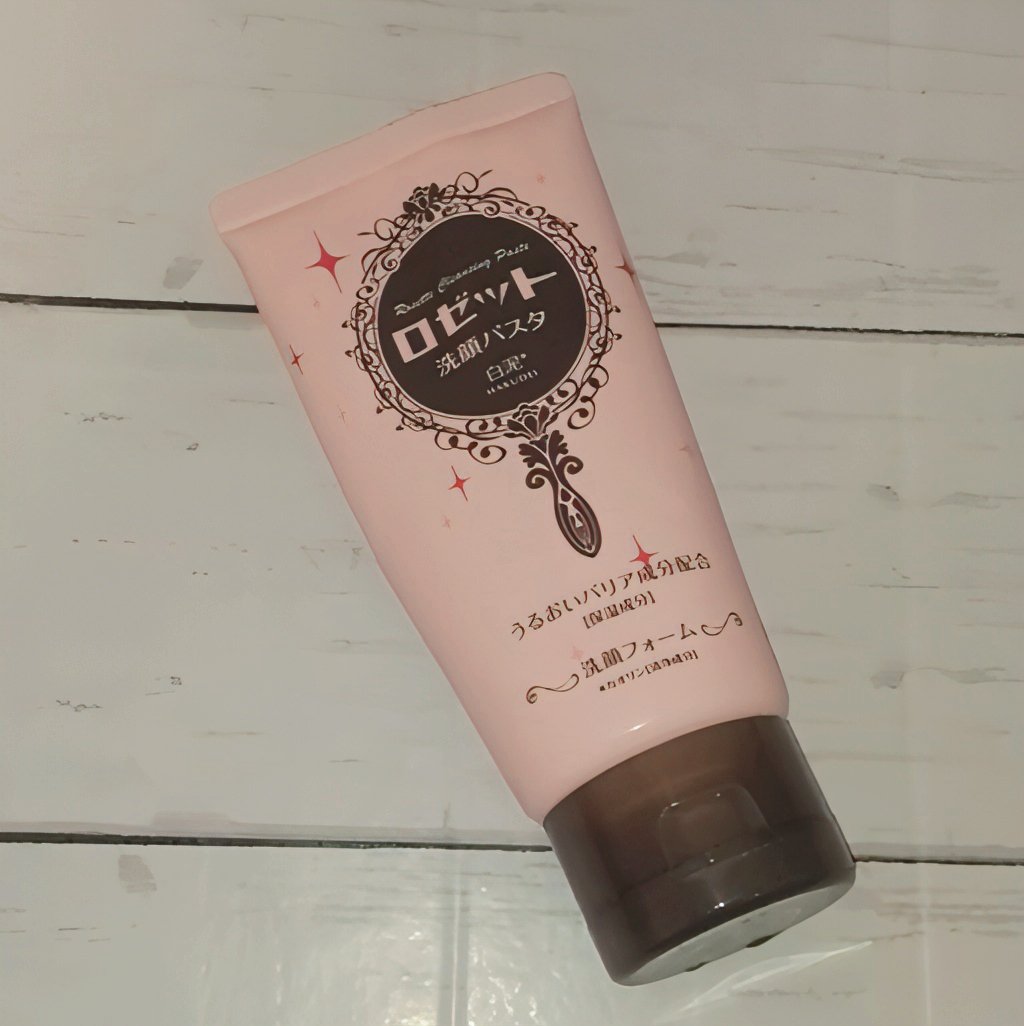 Rosette Cleansing Paste
ロゼット
洗顔パスタ
白泥*
HAKUDEI
うるおいバリア成分配合
[保湿成分]
洗顔フォーム